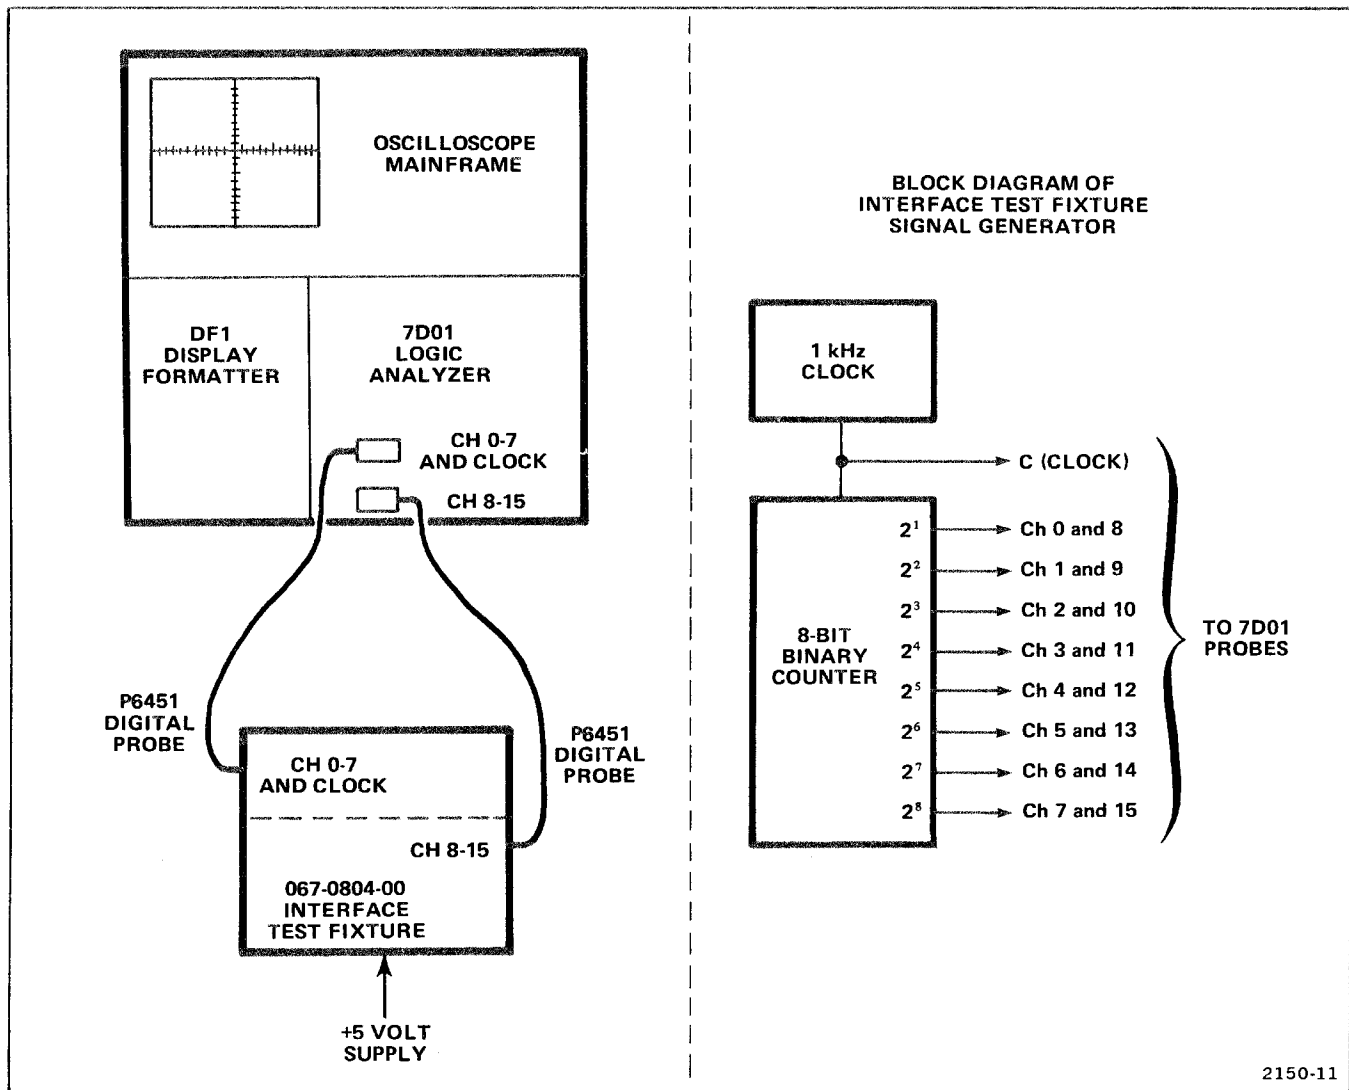 OSCILLOSCOPE
MAINFRAME
DF1
DISPLAY
FORMATTER
7D01
LOGIC
ANALYZER
CH 0-7
AND CLOCK
CH 8-15
P6451
DIGITAL
PROBE
P6451
DIGITAL
PROBE
CH 0-7
AND CLOCK
CH 8-15
067-0804-00
INTERFACE
TEST FIXTURE
+5 VOLT
SUPPLY
BLOCK DIAGRAM OF
INTERFACE TEST FIXTURE
SIGNAL GENERATOR
1 kHz
CLOCK
C (CLOCK)
8-BIT
BINARY
COUNTER
2¹ Ch 0 and 8
2² Ch 1 and 9
2³ Ch 2 and 10
2⁴ Ch 3 and 11
2⁵ Ch 4 and 12
2⁶ Ch 5 and 13
2⁷ Ch 6 and 14
2⁸ Ch 7 and 15
TO 7D01
PROBES
2150-11